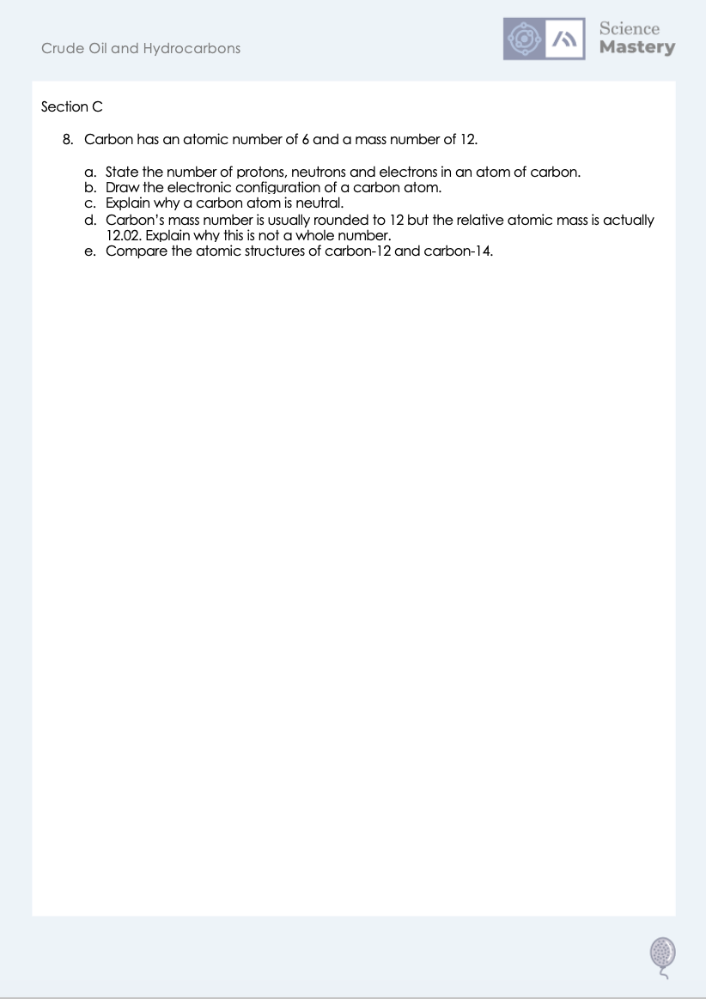 Crude Oil and Hydrocarbons
Science
Mastery
Section C
8. Carbon has an atomic number of 6 and a mass number of 12.
a. State the number of protons, neutrons and electrons in an atom of carbon.
b. Draw the electronic configuration of a carbon atom.
c. Explain why a carbon atom is neutral.
d. Carbon’s mass number is usually rounded to 12 but the relative atomic mass is actually
12.02. Explain why this is not a whole number.
e. Compare the atomic structures of carbon-12 and carbon-14.